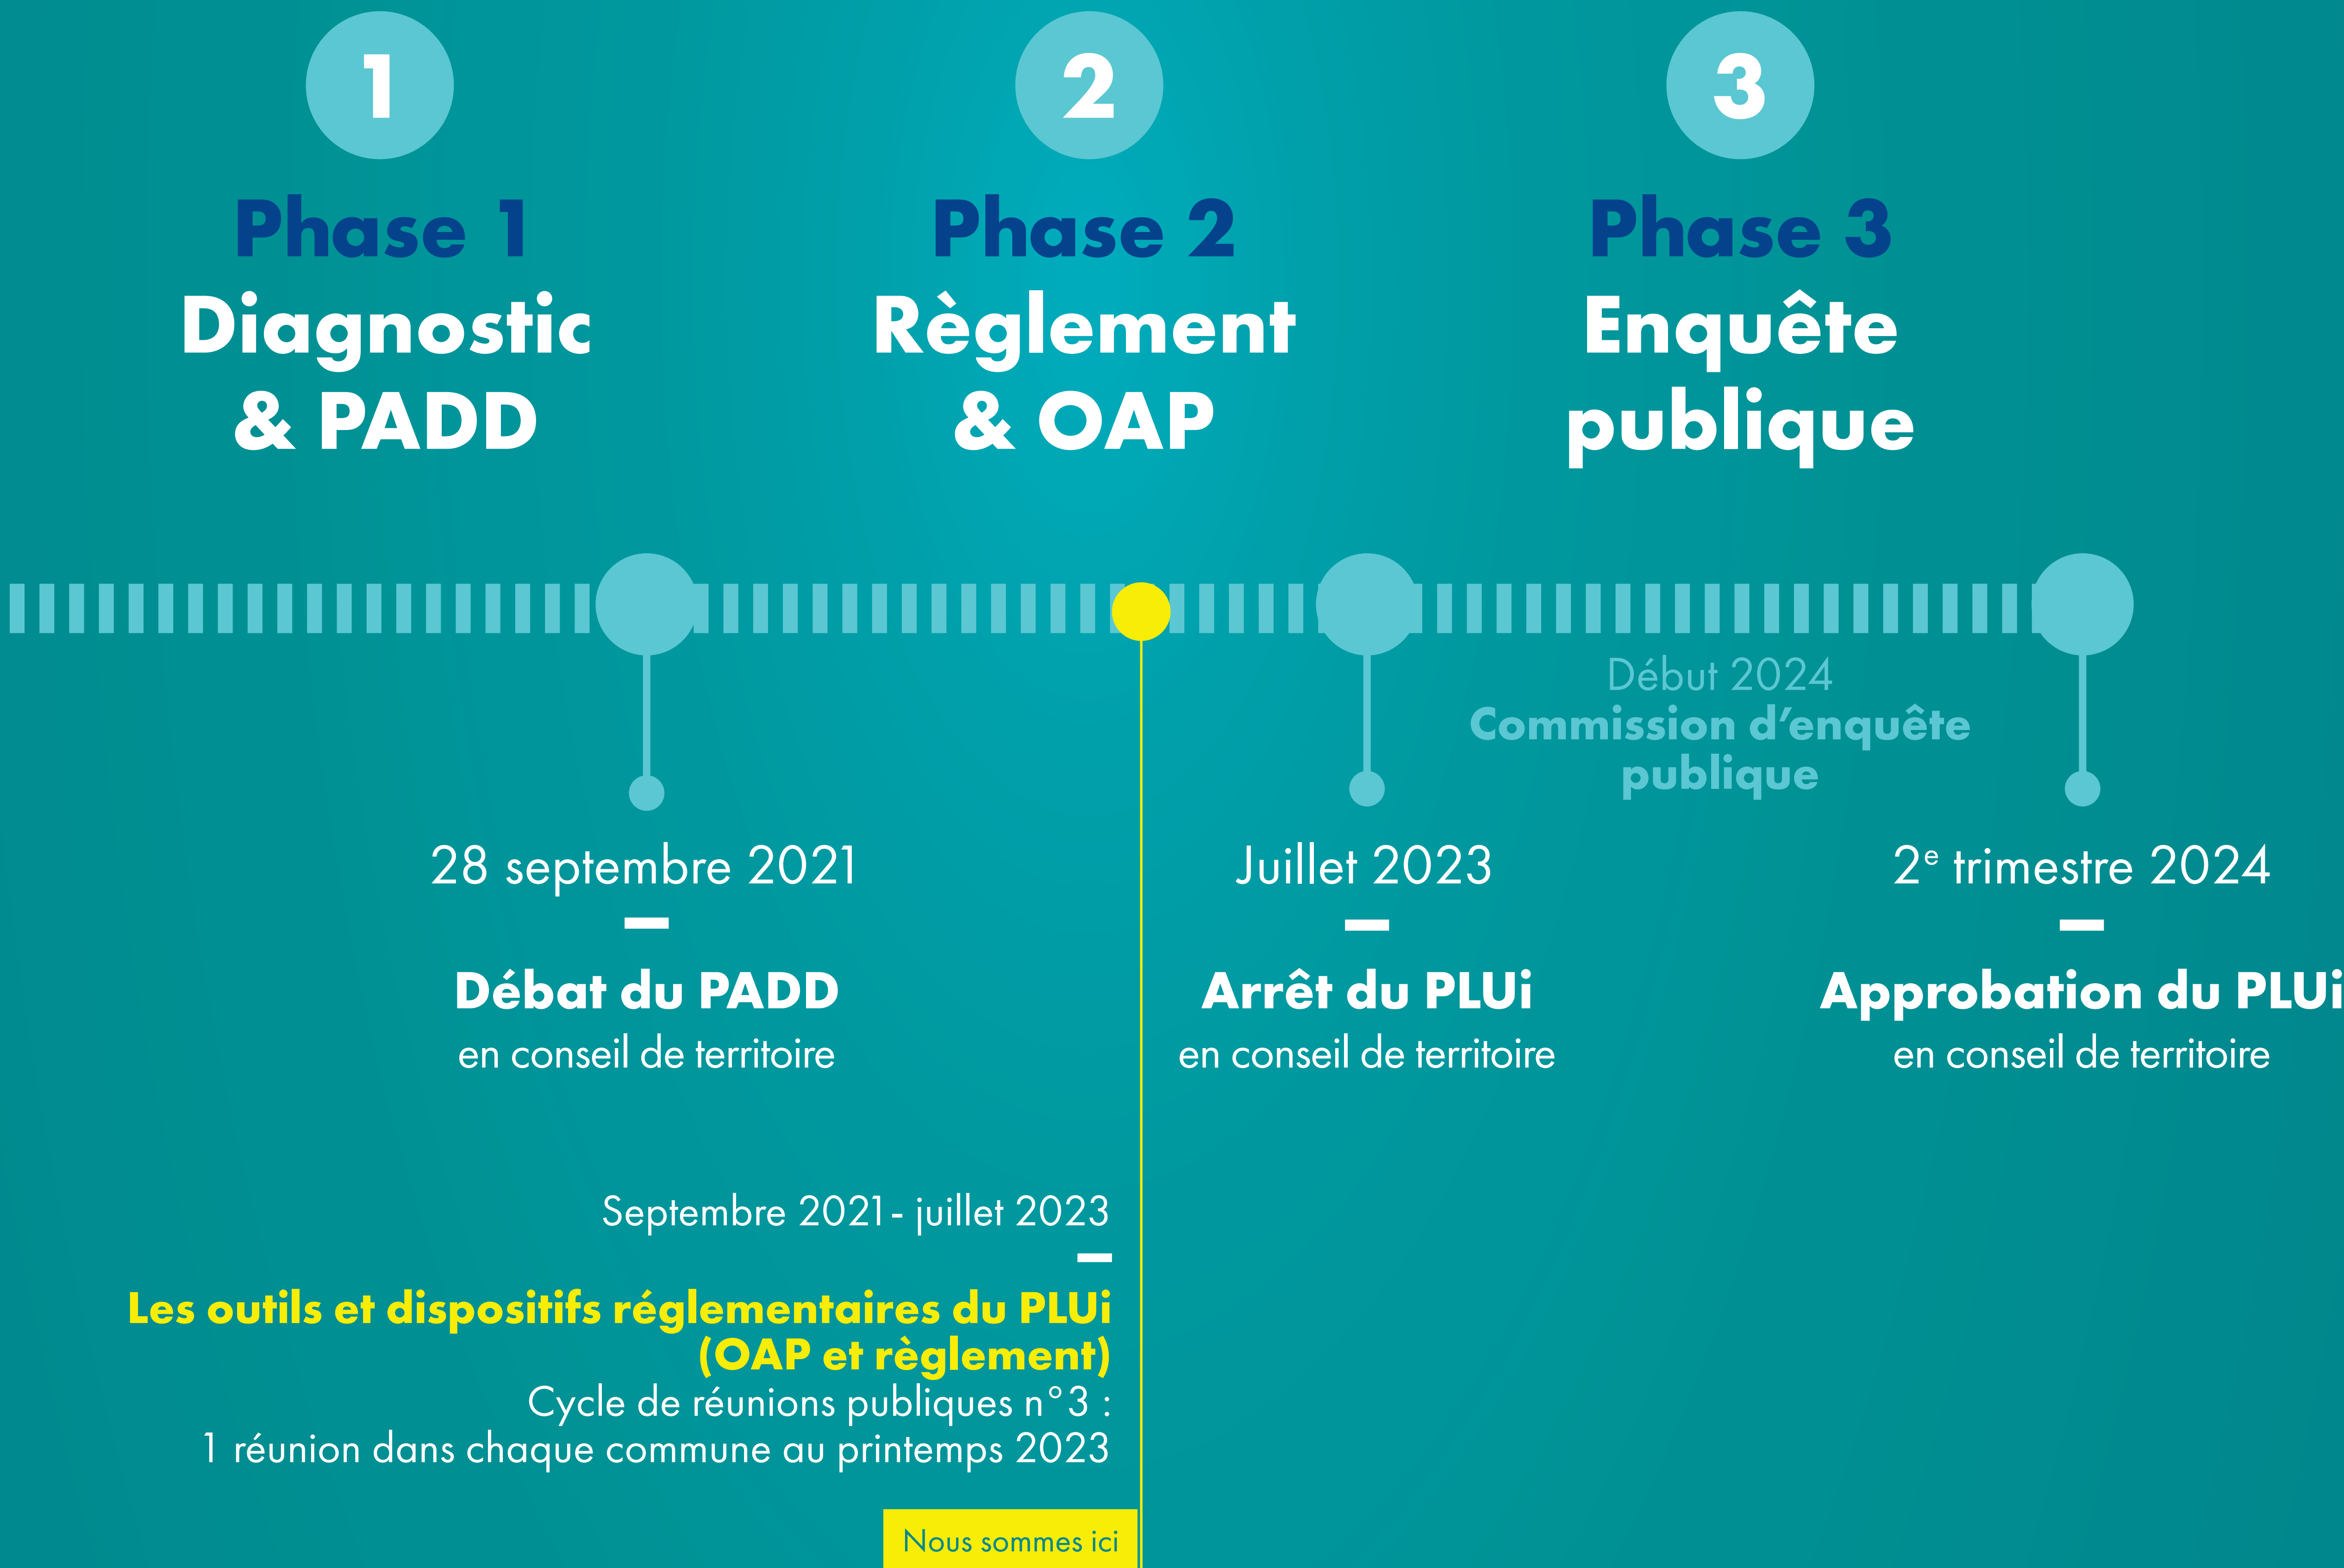 1
Phase 1
Diagnostic
& PADD
2
Phase 2
Règlement
& OAP
3
Phase 3
Enquête
publique
28 septembre 2021
Débat du PADD
en conseil de territoire
Juillet 2023
Arrêt du PLUi
en conseil de territoire
Début 2024
Commission d’enquête
publique
2e trimestre 2024
Approbation du PLUi
en conseil de territoire
Septembre 2021- juillet 2023
Les outils et dispositifs réglementaires du PLUi
(OAP et règlement)
Cycle de réunions publiques n°3 :
1 réunion dans chaque commune au printemps 2023
Nous sommes ici